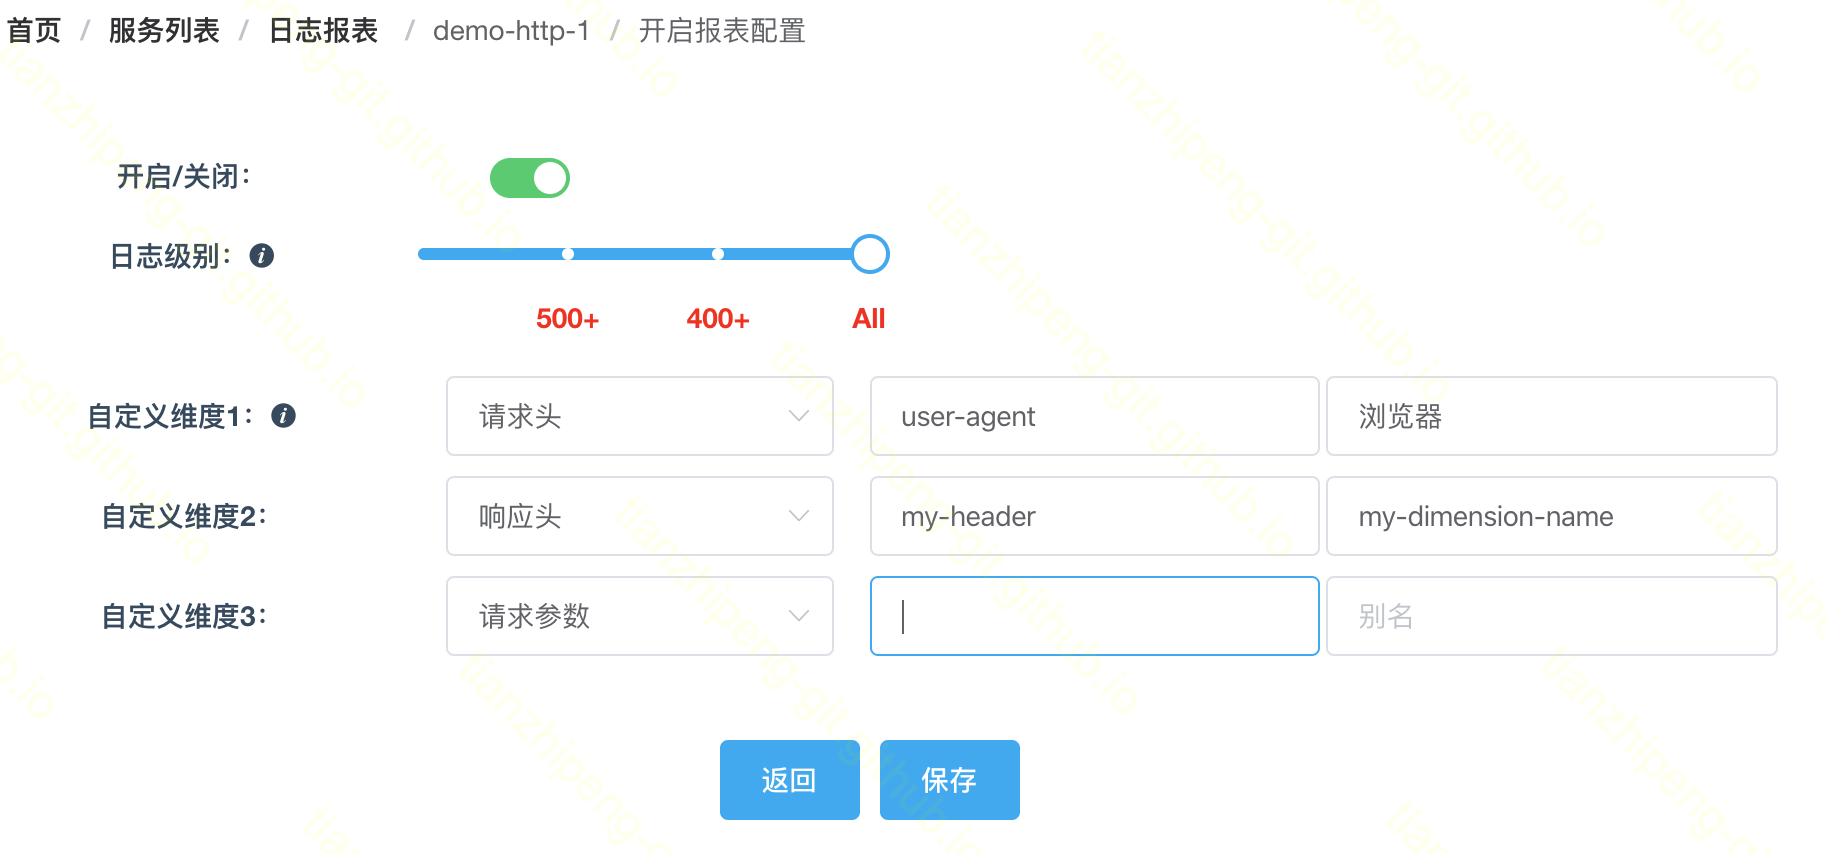 首页 / 服务列表 / 日志报表 / demo-http-1 / 开启报表配置
开启/关闭：
日志级别： i
500+ 400+ All
自定义维度1： i 请求头 user-agent 浏览器
自定义维度2： 响应头 my-header my-dimension-name
自定义维度3： 请求参数 别名
返回 保存
tianzhipeng-git.github.io